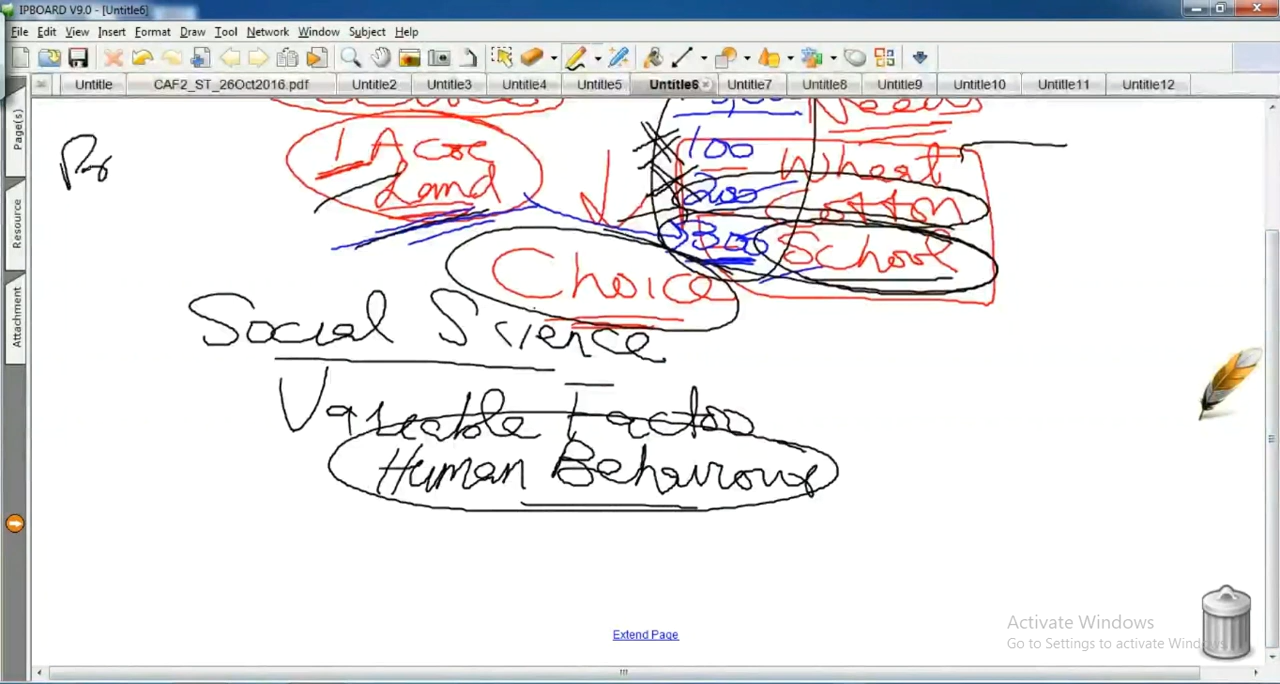 IPBOARD V9.0 - [Untitle6]
File Edit View Insert Format Draw Tool Network Window Subject Help
Untitle CAF2_ST_26Oct2016.pdf Untitle2 Untitle3 Untitle4 Untitle5 Untitle6 Untitle7 Untitle8 Untitle9 Untitle10 Untitle11 Untitle12
Page(s)
Resource
Attachment
Needs
1 Acre 100 Wheat
Land 200 Cotton
300 School
Choice
Social Science
Variable Factor
Human Behaviour
Extend Page
Activate Windows
Go to Settings to activate Windows